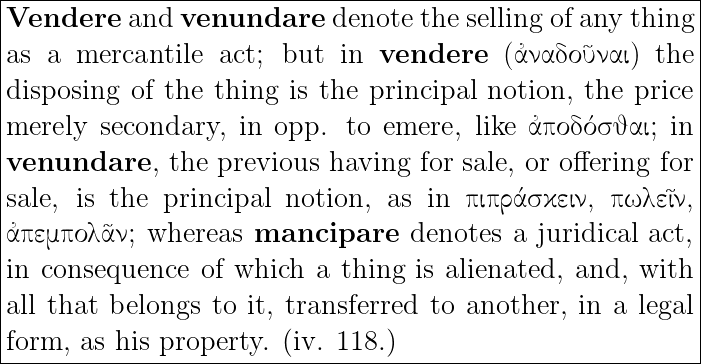 Vendere and venundare denote the selling of any thing
as a mercantile act; but in vendere (ἀναδοῦναι) the
disposing of the thing is the principal notion, the price
merely secondary, in opp. to emere, like ἀποδόσϑαι; in
venundare, the previous having for sale, or offering for
sale, is the principal notion, as in πιπράσκειν, πωλεῖν,
ἀπεμπολᾶν; whereas mancipare denotes a juridical act,
in consequence of which a thing is alienated, and, with
all that belongs to it, transferred to another, in a legal
form, as his property. (iv. 118.)